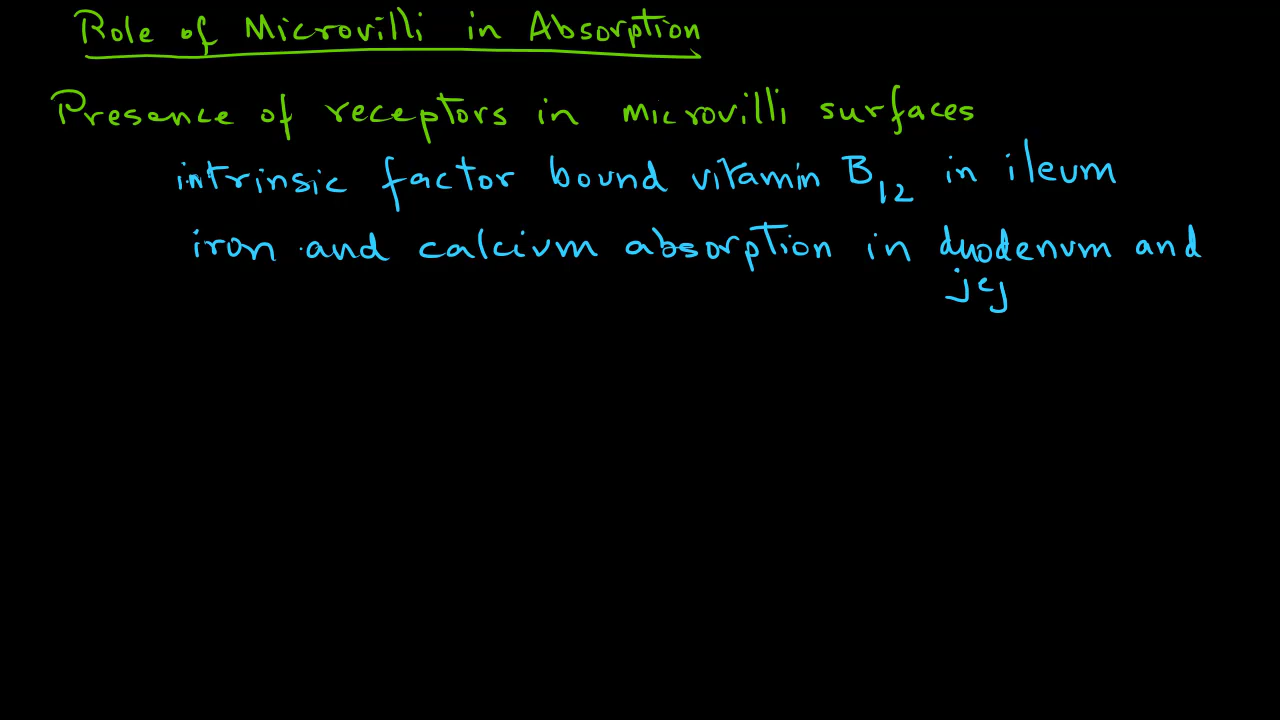 Role of Microvilli in Absorption
Presence of receptors in microvilli surfaces
intrinsic factor bound vitamin B12 in ileum
iron and calcium absorption in duodenum and
jej